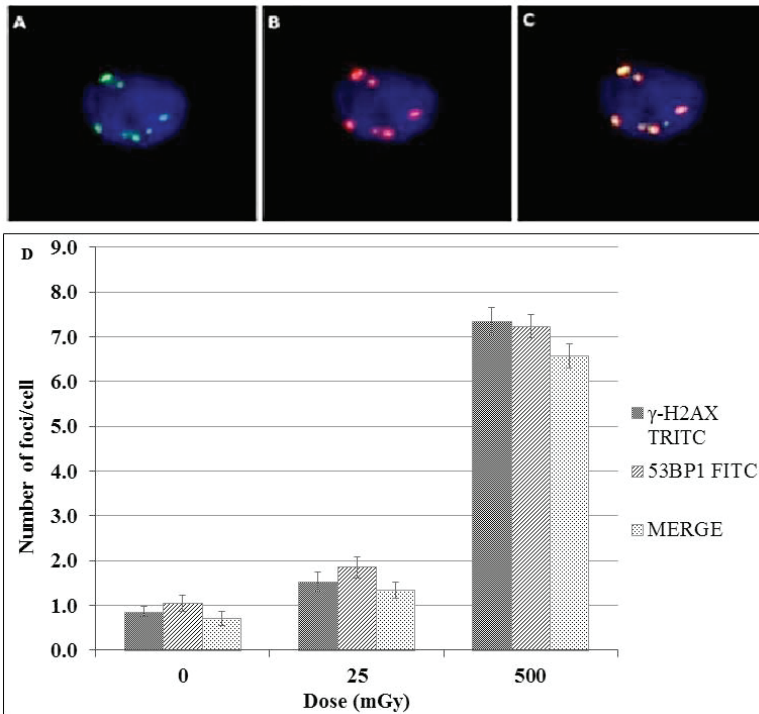 A
B
C
D
9.0
8.0
7.0
6.0
5.0
4.0
3.0
2.0
1.0
0.0
Number of foci/cell
0
25
500
Dose (mGy)
γ-H2AX
TRITC
53BP1 FITC
MERGE